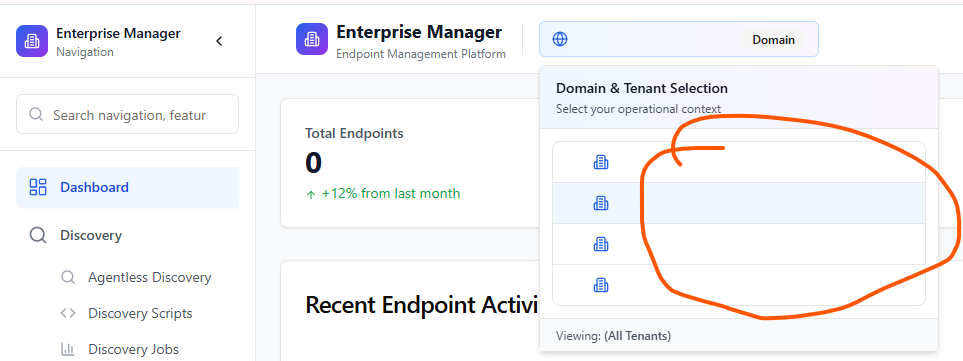 Enterprise Manager
Navigation
Search navigation, featur
Dashboard
Discovery
Agentless Discovery
Discovery Scripts
Discovery Jobs
Enterprise Manager
Endpoint Management Platform
Domain
Domain & Tenant Selection
Select your operational context
Viewing: (All Tenants)
Total Endpoints
0
+12% from last month
Recent Endpoint Activi